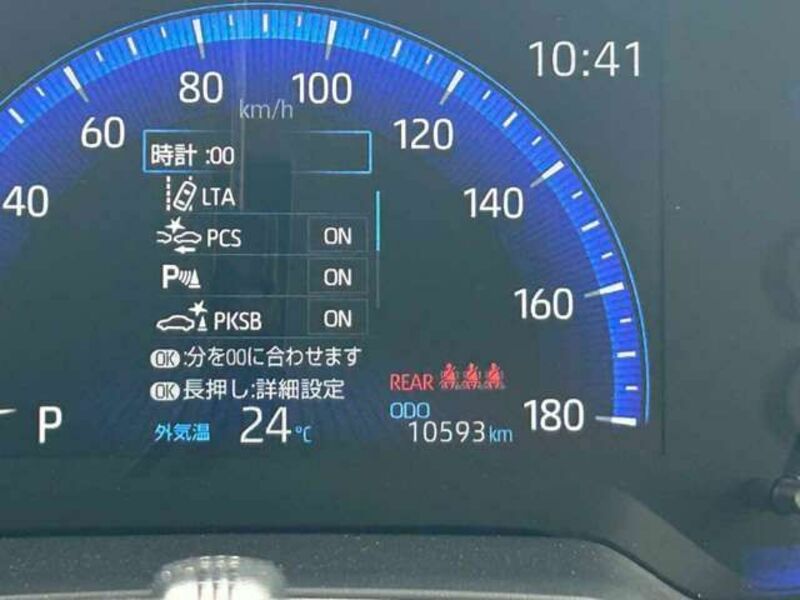 10:41
80
100
km/h
60
120
時計 :00
40
LTA
140
PCS ON
P ON
160
PKSB ON
OK :分を00に合わせます
REAR
OK 長押し:詳細設定
ODO
180
P
外気温 24℃
10593km